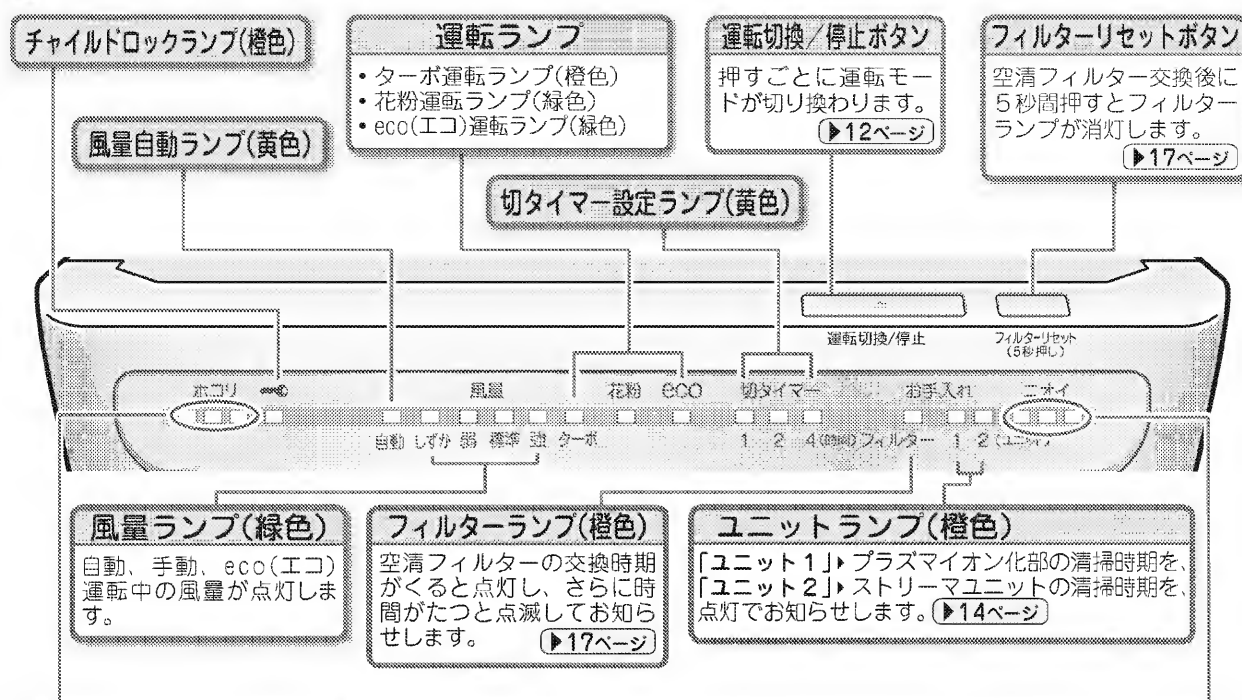 チャイルドロックランプ(橙色)
風量自動ランプ(黄色)
運転ランプ
• ターボ運転ランプ(橙色)
• 花粉運転ランプ(緑色)
• eco(エコ)運転ランプ(緑色)
切タイマー設定ランプ(黄色)
運転切換/停止ボタン
押すごとに運転モー
ドが切り換わります。
▶12ページ
フィルターリセットボタン
空清フィルター交換後に
5秒間押すとフィルター
ランプが消灯します。
▶17ページ
運転切換/停止
フィルターリセット
(5秒押し)
ホコリ 風量 花粉 eco 切タイマー お手入れ ニオイ
自動 しずか 弱 標準 強 ターボ 1 2 4(時間) フィルター 1 2 (ユニット)
風量ランプ(緑色)
自動、手動、eco(エコ)
運転中の風量が点灯しま
す。
フィルターランプ(橙色)
空清フィルターの交換時期
がくると点灯し、さらに時
間がたつと点滅してお知ら
せします。 ▶17ページ
ユニットランプ(橙色)
「ユニット1」▶プラズマイオン化部の清掃時期を、
「ユニット2」▶ストリーマユニットの清掃時期を、
点灯でお知らせします。▶14ページ